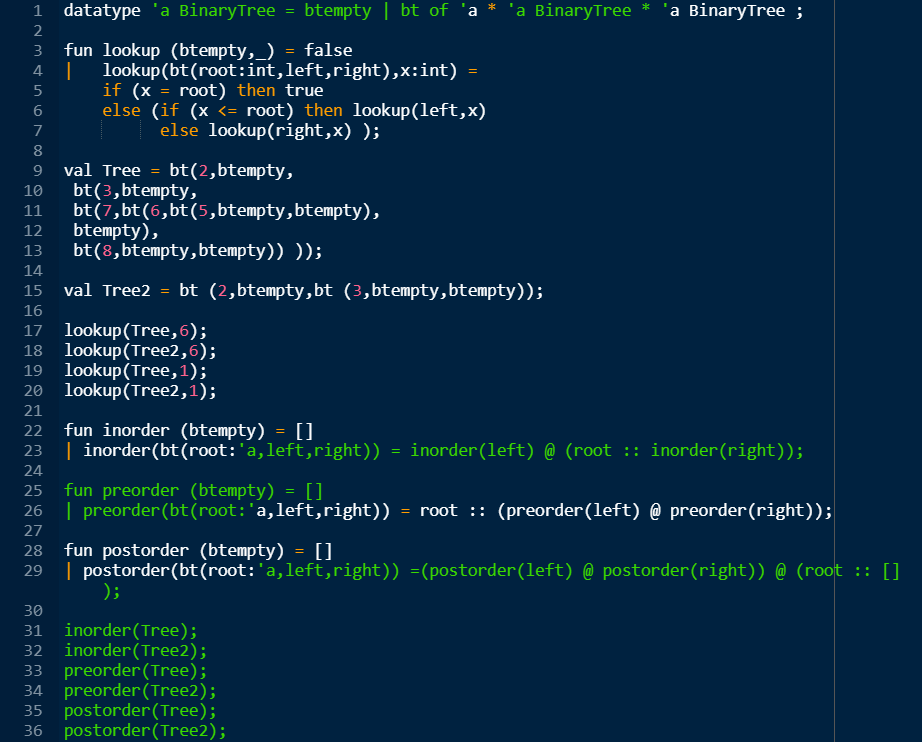 1 datatype 'a BinaryTree = btempty | bt of 'a * 'a BinaryTree * 'a BinaryTree ;
2
3 fun lookup (btempty,_) = false
4 |   lookup(bt(root:int,left,right),x:int) =
5     if (x = root) then true
6     else (if (x <= root) then lookup(left,x)
7           else lookup(right,x) );
8
9 val Tree = bt(2,btempty,
10  bt(3,btempty,
11  bt(7,bt(6,bt(5,btempty,btempty),
12  btempty),
13  bt(8,btempty,btempty)) ));
14
15 val Tree2 = bt (2,btempty,bt (3,btempty,btempty));
16
17 lookup(Tree,6);
18 lookup(Tree2,6);
19 lookup(Tree,1);
20 lookup(Tree2,1);
21
22 fun inorder (btempty) = []
23 | inorder(bt(root:'a,left,right)) = inorder(left) @ (root :: inorder(right));
24
25 fun preorder (btempty) = []
26 | preorder(bt(root:'a,left,right)) = root :: (preorder(left) @ preorder(right));
27
28 fun postorder (btempty) = []
29 | postorder(bt(root:'a,left,right)) =(postorder(left) @ postorder(right)) @ (root :: []
    );
30
31 inorder(Tree);
32 inorder(Tree2);
33 preorder(Tree);
34 preorder(Tree2);
35 postorder(Tree);
36 postorder(Tree2);